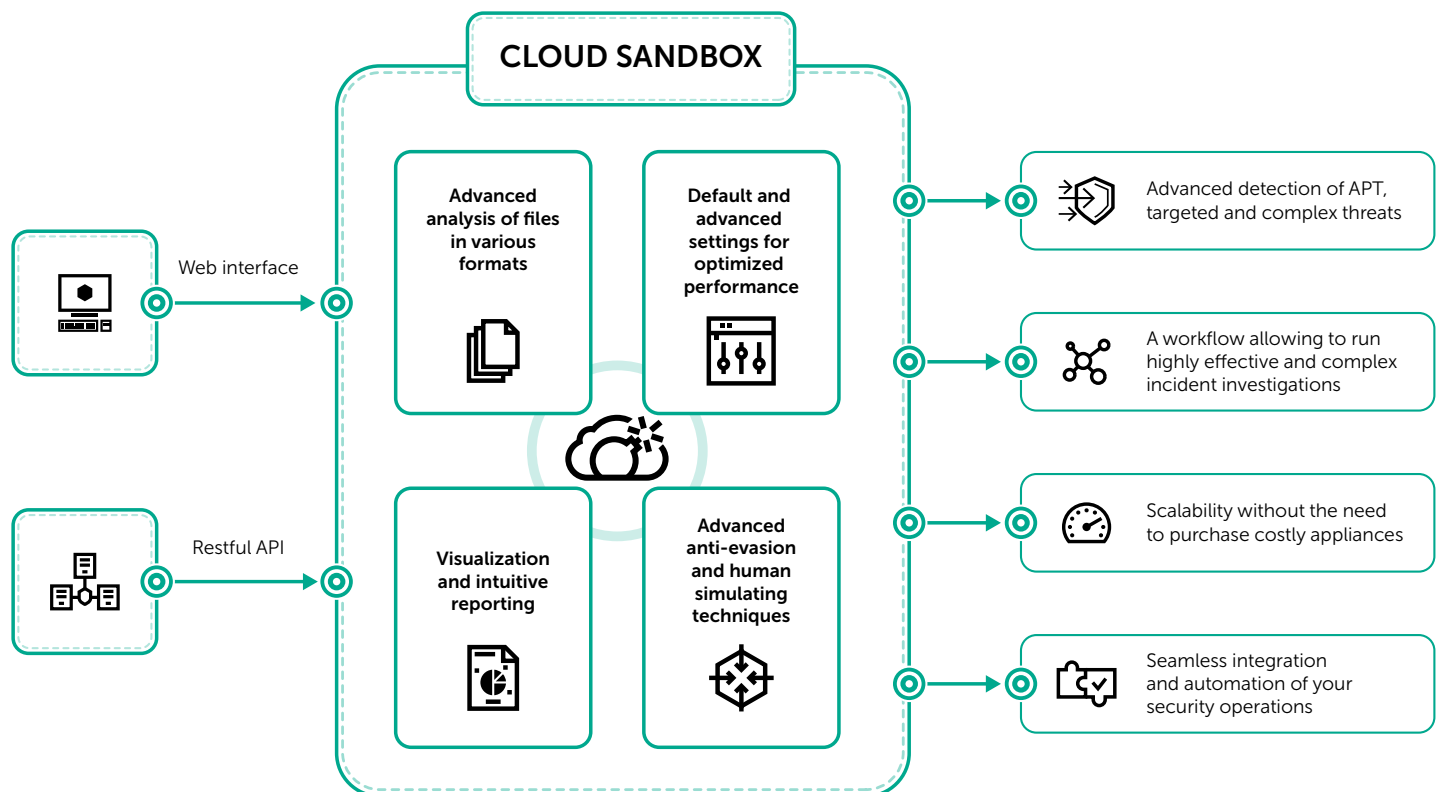 CLOUD SANDBOX
Web interface
Restful API
Advanced
analysis of files
in various
formats
Default and
advanced
settings for
optimized
performance
Visualization
and intuitive
reporting
Advanced
anti-evasion
and human
simulating
techniques
Advanced detection of APT,
targeted and complex threats
A workflow allowing to run
highly effective and complex
incident investigations
Scalability without the need
to purchase costly appliances
Seamless integration
and automation of your
security operations